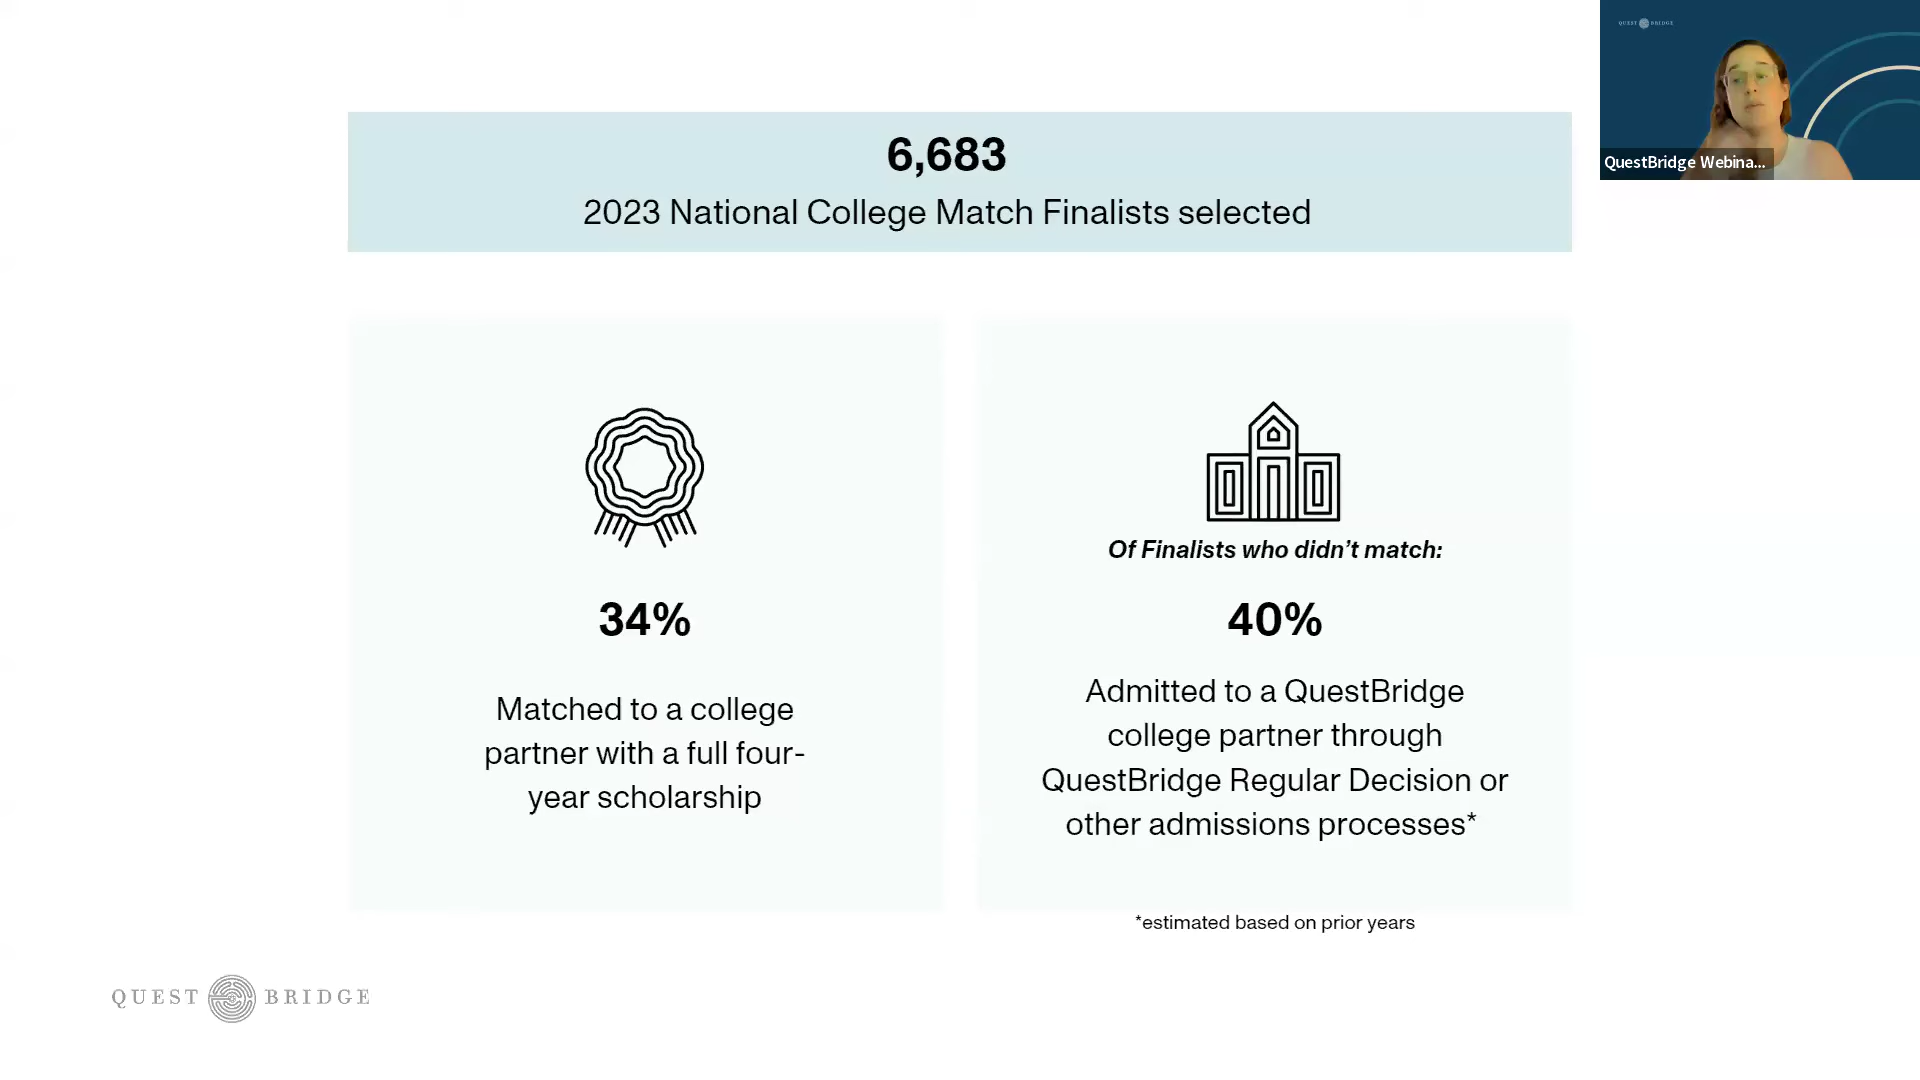 QUEST BRIDGE
QuestBridge Webina...
6,683
2023 National College Match Finalists selected
34%
Matched to a college
partner with a full four-
year scholarship
Of Finalists who didn’t match:
40%
Admitted to a QuestBridge
college partner through
QuestBridge Regular Decision or
other admissions processes*
*estimated based on prior years
QUEST BRIDGE